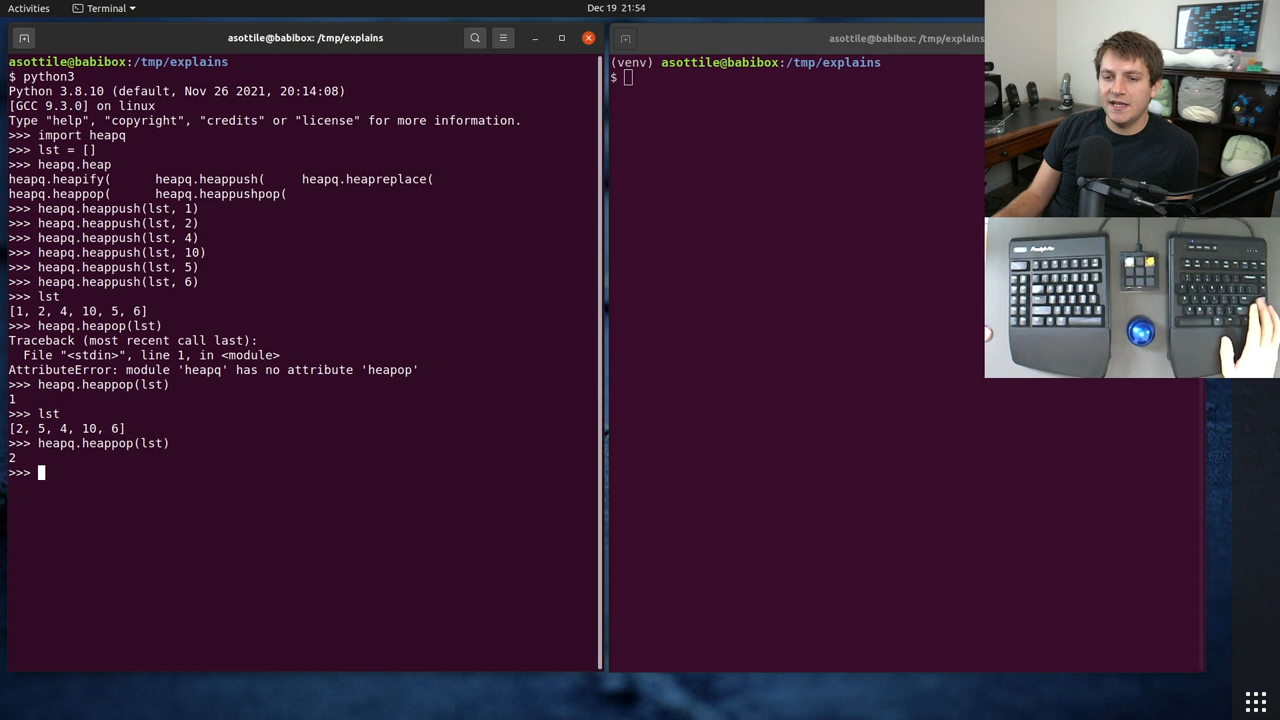 Activities
Terminal
Dec 19 21:54
asottile@babibox: /tmp/explains
asottile@babibox:/tmp/explains
$ python3
Python 3.8.10 (default, Nov 26 2021, 20:14:08)
[GCC 9.3.0] on linux
Type "help", "copyright", "credits" or "license" for more information.
>>> import heapq
>>> lst = []
>>> heapq.heap
heapq.heapify(      heapq.heappush(     heapq.heapreplace(
heapq.heappop(      heapq.heappushpop(
>>> heapq.heappush(lst, 1)
>>> heapq.heappush(lst, 2)
>>> heapq.heappush(lst, 4)
>>> heapq.heappush(lst, 10)
>>> heapq.heappush(lst, 5)
>>> heapq.heappush(lst, 6)
>>> lst
[1, 2, 4, 10, 5, 6]
>>> heapq.heapop(lst)
Traceback (most recent call last):
  File "<stdin>", line 1, in <module>
AttributeError: module 'heapq' has no attribute 'heapop'
>>> heapq.heappop(lst)
1
>>> lst
[2, 5, 4, 10, 6]
>>> heapq.heappop(lst)
2
>>>
asottile@babibox: /tmp/explains
(venv) asottile@babibox:/tmp/explains
$